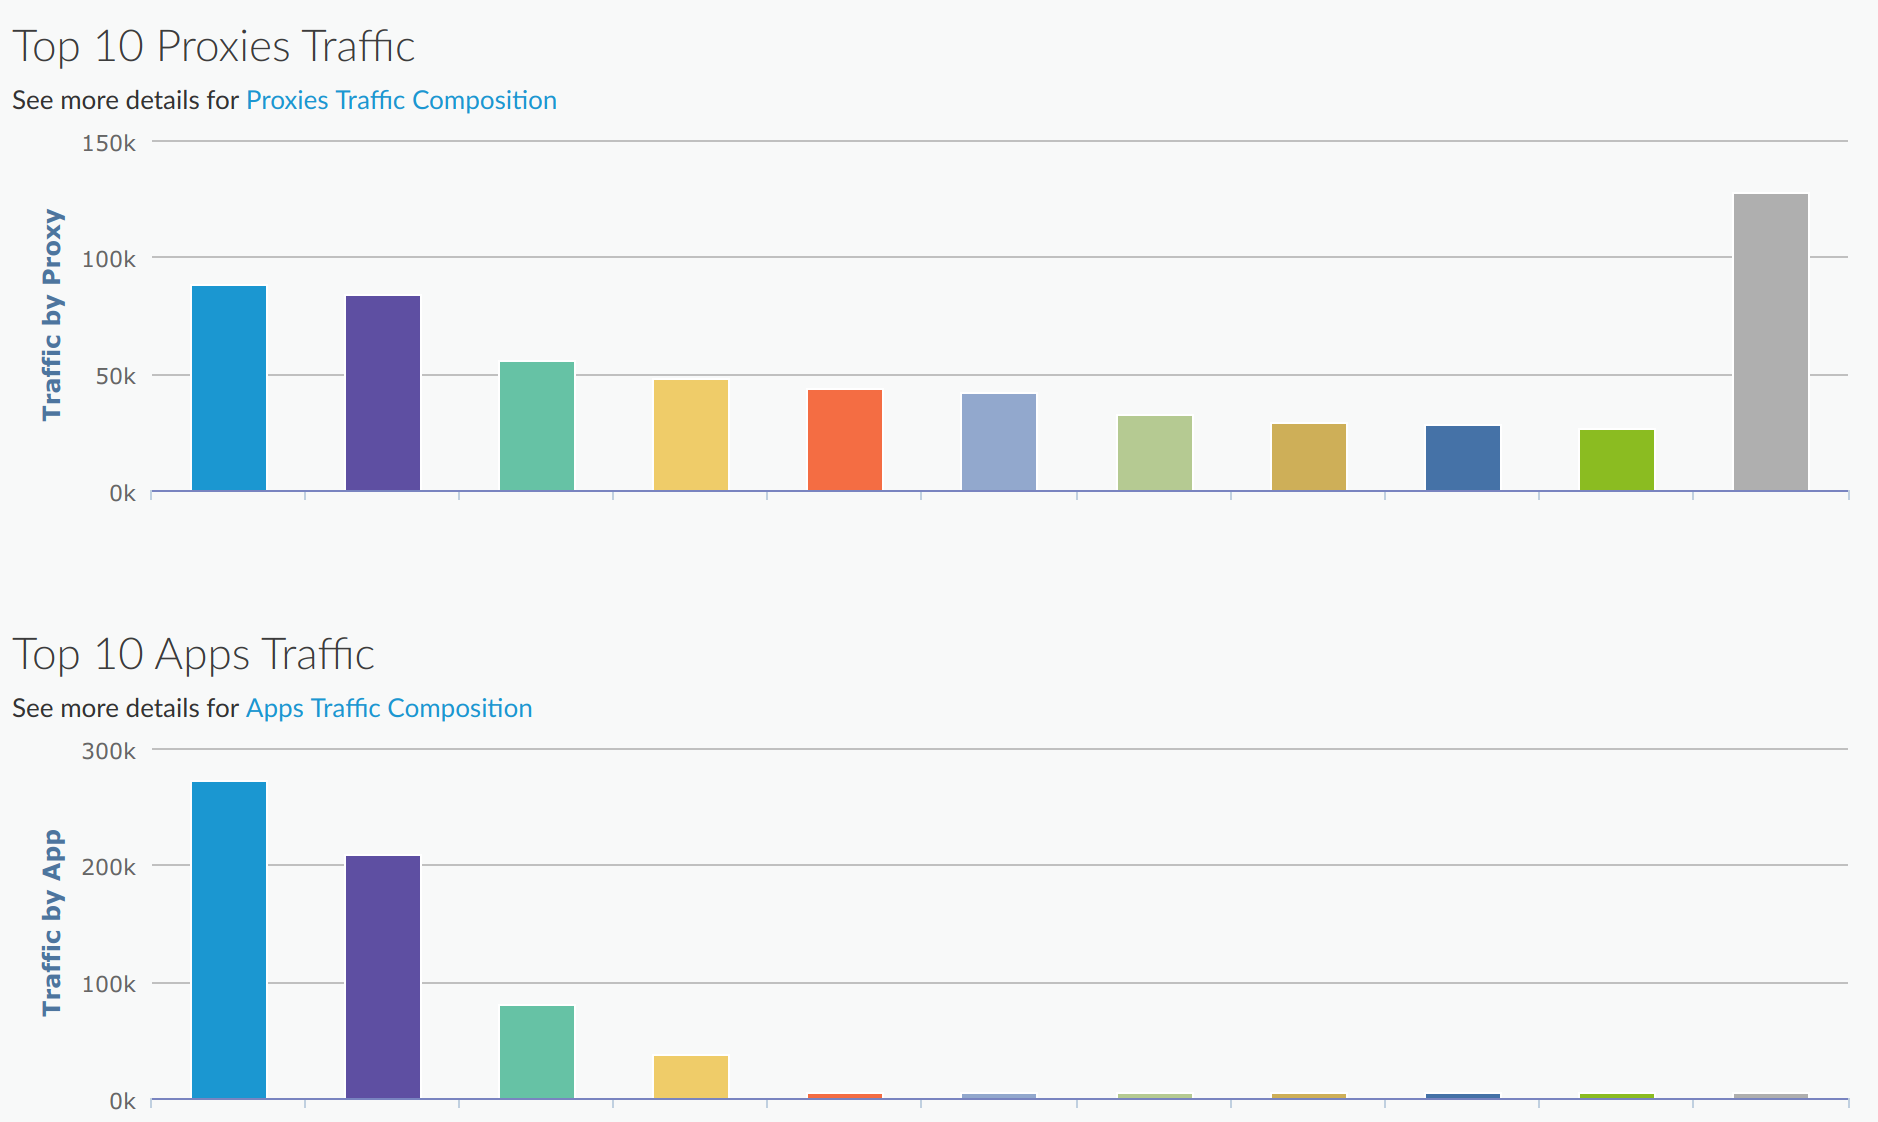 Top 10 Proxies Traffic
See more details for Proxies Traffic Composition
150k
100k
50k
0k
Traffic by Proxy
Top 10 Apps Traffic
See more details for Apps Traffic Composition
300k
200k
100k
0k
Traffic by App